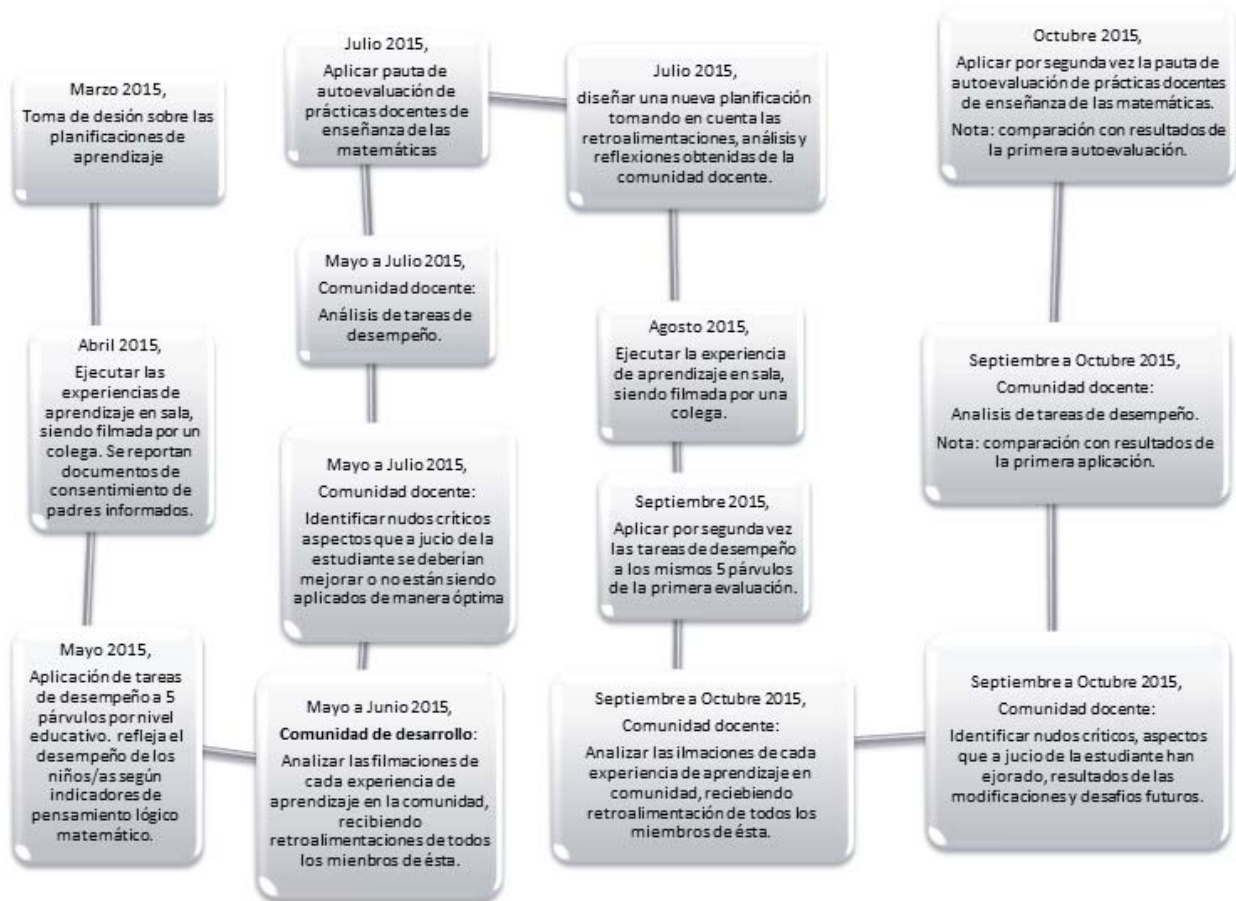 Marzo 2015,
Toma de desión sobre las
planificaciones de
aprendizaje
Abril 2015,
Ejecutar las
experiencias de
aprendizaje en sala,
siendo filmada por un
colega. Se reportan
documentos de
consentimiento de
padres informados.
Mayo 2015,
Aplicación de tareas
de desempeño a 5
párvulos por nivel
educativo. refleja el
desempeño de los
niños/as según
indicadores de
pensamiento lógico
matemático.
Mayo a Junio 2015,
Comunidad de desarrollo:
Analizar las filmaciones de
cada experiencia de
aprendizaje en la comunidad,
recibiendo
retroalimentaciones de todos
los mienbros de ésta.
Mayo a Julio 2015,
Comunidad docente:
Identificar nudos críticos
aspectos que a jucio de la
estudiante se deberían
mejorar o no están siendo
aplicados de manera óptima
Mayo a Julio 2015,
Comunidad docente:
Análisis de tareas de
desempeño.
Julio 2015,
Aplicar pauta de
autoevaluación de
prácticas docentes de
enseñanza de las
matemáticas
Julio 2015,
diseñar una nueva planificación
tomando en cuenta las
retroalimentaciones, análisis y
reflexiones obtenidas de la
comunidad docente.
Agosto 2015,
Ejecutar la experiencia
de aprendizaje en sala,
siendo filmada por una
colega.
Septiembre 2015,
Aplicar por segunda vez
las tareas de desempeño
a los mismos 5 párvulos
de la primera evaluación.
Septiembre a Octubre 2015,
Comunidad docente:
Analizar las ilmaciones de cada
experiencia de aprendizaje en
comunidad, reciebiendo
retroalimentación de todos los
miembros de ésta.
Septiembre a Octubre 2015,
Comunidad docente:
Identificar nudos críticos, aspectos
que a jucio de la estudiante han
ejorado, resultados de las
modificaciones y desafios futuros.
Septiembre a Octubre 2015,
Comunidad docente:
Analisis de tareas de desempeño.
Nota: comparación con resultados de
la primera aplicación.
Octubre 2015,
Aplicar por segunda vez la pauta de
autoevaluación de prácticas docentes
de enseñanza de las matemáticas.
Nota: comparación con resultados de
la primera autoevaluación.